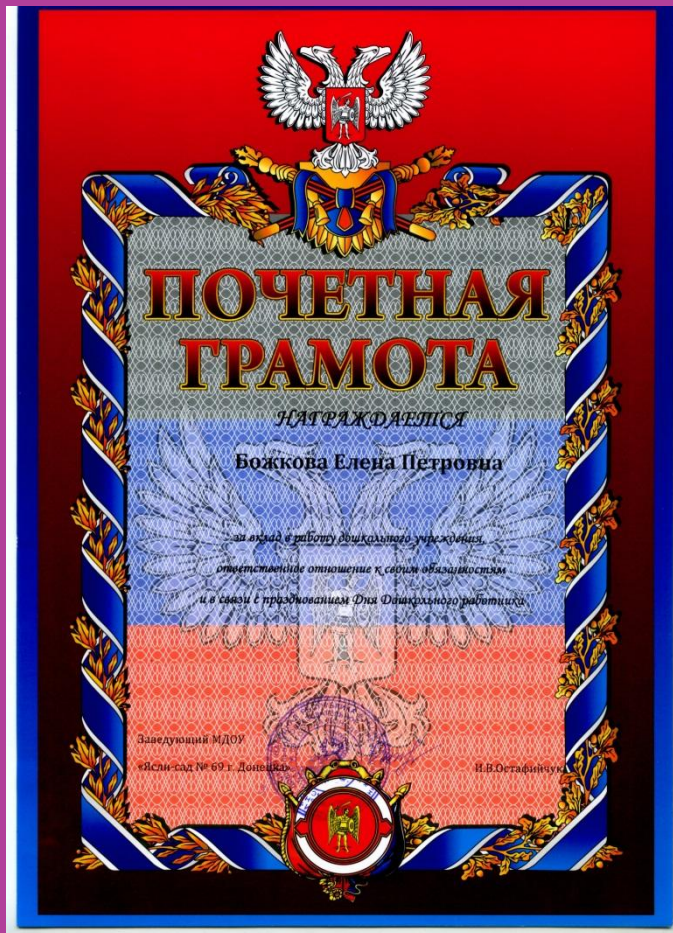 ПОЧЕТНАЯ
ГРАМОТА
НАГРАЖДАЕТСЯ
Божкова Елена Петровна
за вклад в работу дошкольного учреждения,
ответственное отношение к своим обязанностям
и в связи с празднованием Дня Дошкольного работника
Заведующий МДОУ
«Ясли-сад № 69 г. Донецка»
И.В.Остафийчук